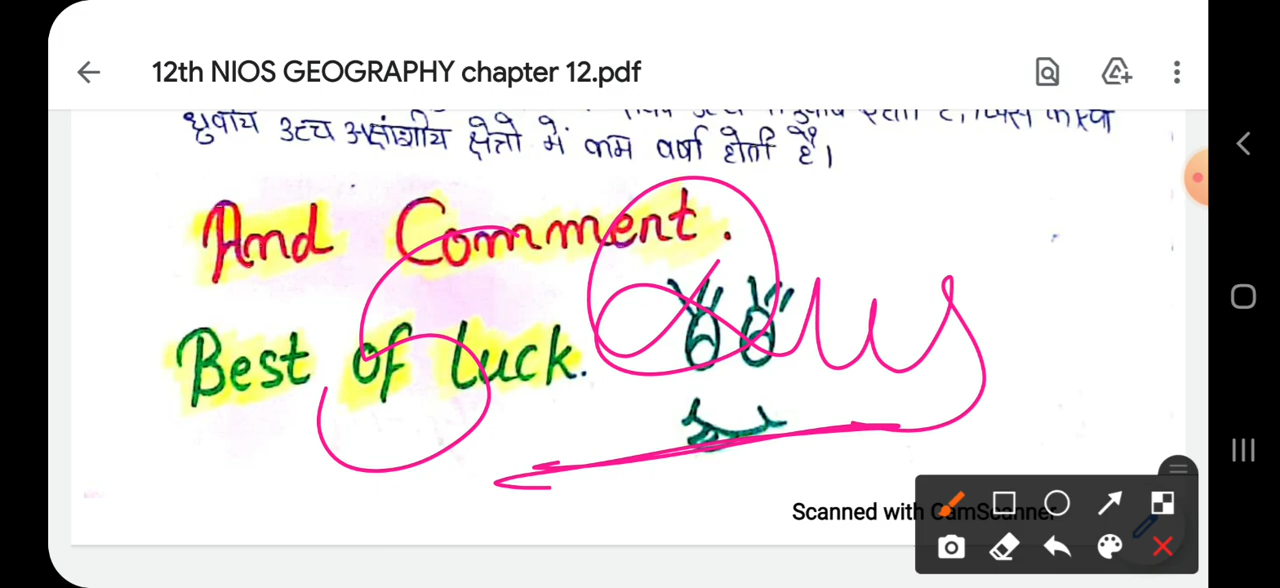 12th NIOS GEOGRAPHY chapter 12.pdf
ध्रुवीय उच्च अक्षांशीय क्षेत्रों में कम वर्षा होती है।
And Comment.
Best of luck.
Scanned with CamScanner